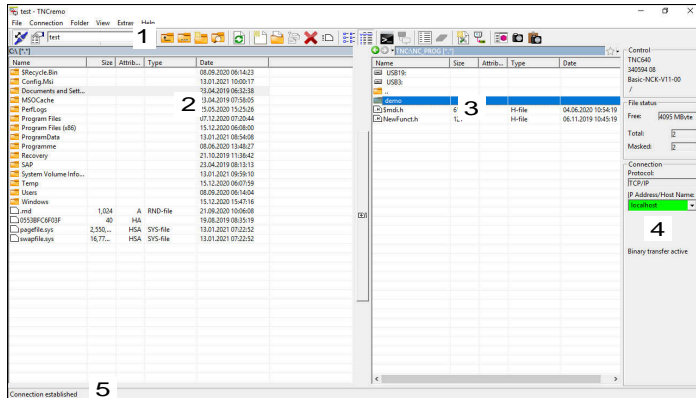 test - TNCremo
File Connection Folder View Extras Help
test
1
C:\ [*.*]
Name Size Attrib... Type Date
$Recycle.Bin 08.09.2020 06:14:23
Config.Msi 13.01.2021 10:00:17
Documents and Sett... 23.04.2019 06:32:38
MSOCache 23.04.2019 07:58:05
PerfLogs 15.05.2020 15:25:26
Program Files 07.12.2020 07:20:44
Program Files (x86) 15.12.2020 06:08:00
ProgramData 13.01.2021 08:54:08
Programme 08.06.2020 13:48:27
Recovery 21.10.2019 11:36:42
SAP 23.04.2019 08:13:13
System Volume Info... 13.01.2021 09:59:10
Temp 15.12.2020 06:07:59
Users 08.09.2020 06:14:04
Windows 15.12.2020 15:47:16
.rnd 1,024 A RND-file 21.09.2020 10:06:08
0553BFC6F03F 40 HA 19.08.2019 08:35:19
pagefile.sys 2,550,... HSA SYS-file 13.01.2021 07:22:52
swapfile.sys 16,77... HSA SYS-file 13.01.2021 07:22:52
2
TNC:\NC_PROG [*.*]
Name Size Attrib... Type Date
USB19:
USB3:
..
demo
$mdi.h 6 H-file 04.06.2020 10:54:19
NewFunct.h 1... H-file 06.11.2019 10:45:19
3
Control
TNC640
340594 08
Basic-NCK-V11-00
/
File status
Free: 4095 MByte
Total: 2
Masked: 2
Connection
Protocol:
TCP/IP
IP Address/Host Name:
localhost
4
Binary transfer active
Connection established
5